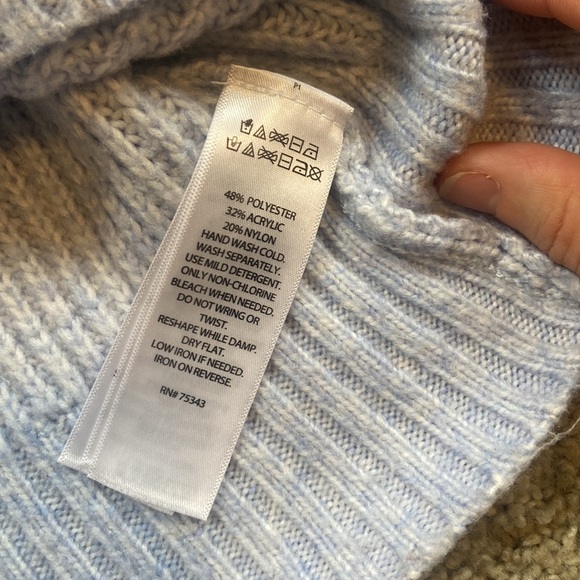 48% POLYESTER
32% ACRYLIC
20% NYLON
HAND WASH COLD.
WASH SEPARATELY.
USE MILD DETERGENT.
ONLY NON-CHLORINE
BLEACH WHEN NEEDED.
DO NOT WRING OR
TWIST.
RESHAPE WHILE DAMP.
DRY FLAT.
LOW IRON IF NEEDED.
IRON ON REVERSE.
RN# 75343